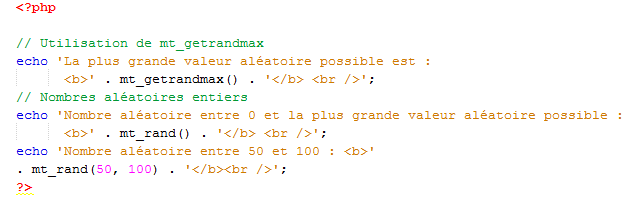 <?php
// Utilisation de mt_getrandmax
echo 'La plus grande valeur aléatoire possible est :
<b>' . mt_getrandmax() . '</b> <br />';
// Nombres aléatoires entiers
echo 'Nombre aléatoire entre 0 et la plus grande valeur aléatoire possible :
<b>' . mt_rand() . '</b> <br />';
echo 'Nombre aléatoire entre 50 et 100 : <b>'
. mt_rand(50, 100) . '</b><br />';
?>